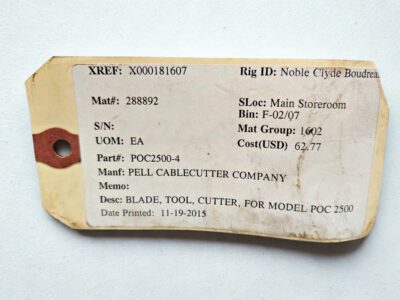 XREF: X000181607 Rig ID: Noble Clyde Boudrea
Mat#: 288892 SLoc: Main Storeroom
Bin: F-02/07
S/N: Mat Group: 1602
UOM: EA Cost(USD) 62.77
Part#: POC2500-4
Manf: PELL CABLECUTTER COMPANY
Memo:
Desc: BLADE, TOOL, CUTTER, FOR MODEL POC 2500
Date Printed: 11-19-2015